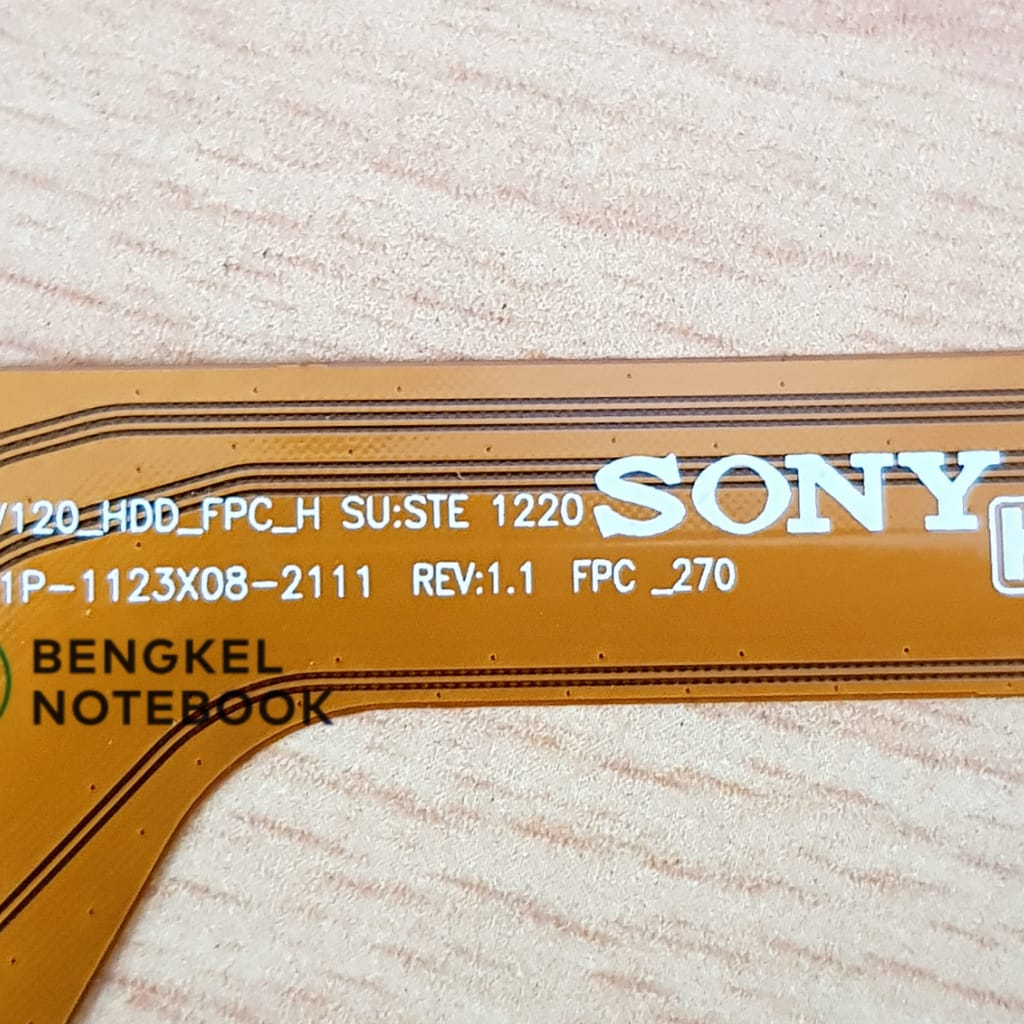 /120_HDD_FPC_H SU:STE 1220 SONY
1P-1123X08-2111 REV:1.1 FPC _270
BENGKEL
NOTEBOOK